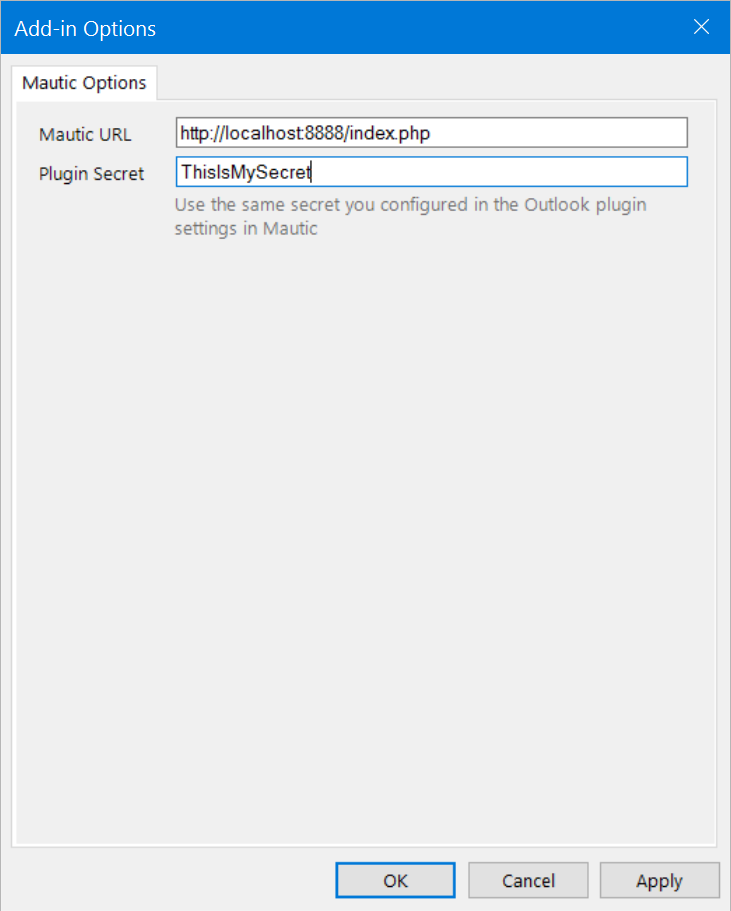 Add-in Options
Mautic Options
Mautic URL http://localhost:8888/index.php
Plugin Secret ThisIsMySecret
Use the same secret you configured in the Outlook plugin
settings in Mautic
OK Cancel Apply